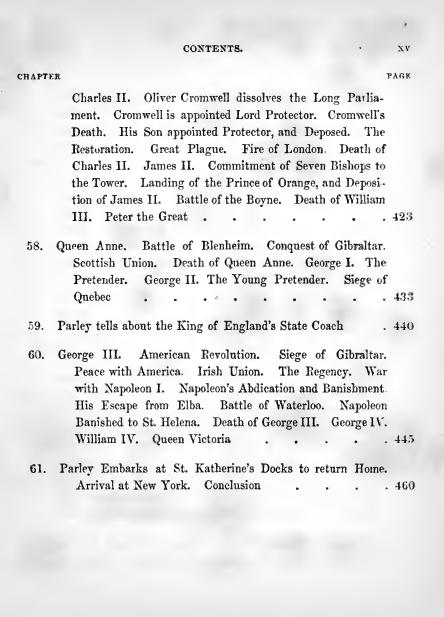 CONTENTS. XV
CHAPTER PAGE
Charles II. Oliver Cromwell dissolves the Long Parlia-
ment. Cromwell is appointed Lord Protector. Cromwell's
Death. His Son appointed Protector, and Deposed. The
Restoration. Great Plague. Fire of London. Death of
Charles II. James II. Commitment of Seven Bishops to
the Tower. Landing of the Prince of Orange, and Deposi-
tion of James II. Battle of the Boyne. Death of William
III. Peter the Great . . . . . . . 423
58. Queen Anne. Battle of Blenheim. Conquest of Gibraltar.
Scottish Union. Death of Queen Anne. George I. The
Pretender. George II. The Young Pretender. Siege of
Quebec . . . . . . . . . 433
59. Parley tells about the King of England's State Coach . 440
60. George III. American Revolution. Siege of Gibraltar.
Peace with America. Irish Union. The Regency. War
with Napoleon I. Napoleon's Abdication and Banishment.
His Escape from Elba. Battle of Waterloo. Napoleon
Banished to St. Helena. Death of George III. George IV.
William IV. Queen Victoria . . . . . 445
61. Parley Embarks at St. Katherine's Docks to return Home.
Arrival at New York. Conclusion . . . . 460